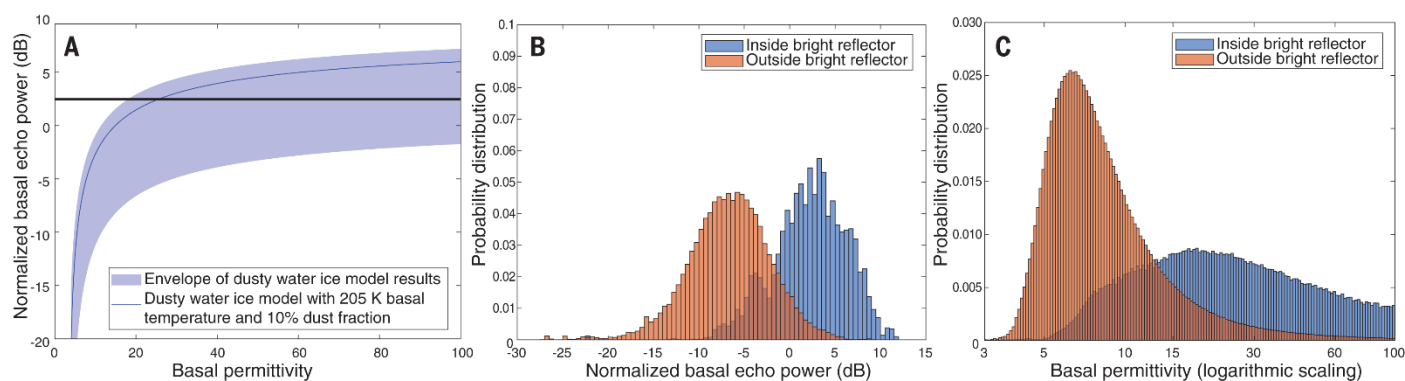 A
Normalized basal echo power (dB)
10
5
0
-5
-10
-15
-20
Envelope of dusty water ice model results
Dusty water ice model with 205 K basal
temperature and 10% dust fraction
0 20 40 60 80 100
Basal permittivity
B
Probability distribution
0.1
0.09
0.08
0.07
0.06
0.05
0.04
0.03
0.02
0.01
0
Inside bright reflector
Outside bright reflector
-30 -25 -20 -15 -10 -5 0 5 10 15
Normalized basal echo power (dB)
C
Probability distribution
0.030
0.025
0.020
0.015
0.010
0.005
0
Inside bright reflector
Outside bright reflector
3 5 10 15 30 60 100
Basal permittivity (logarithmic scaling)